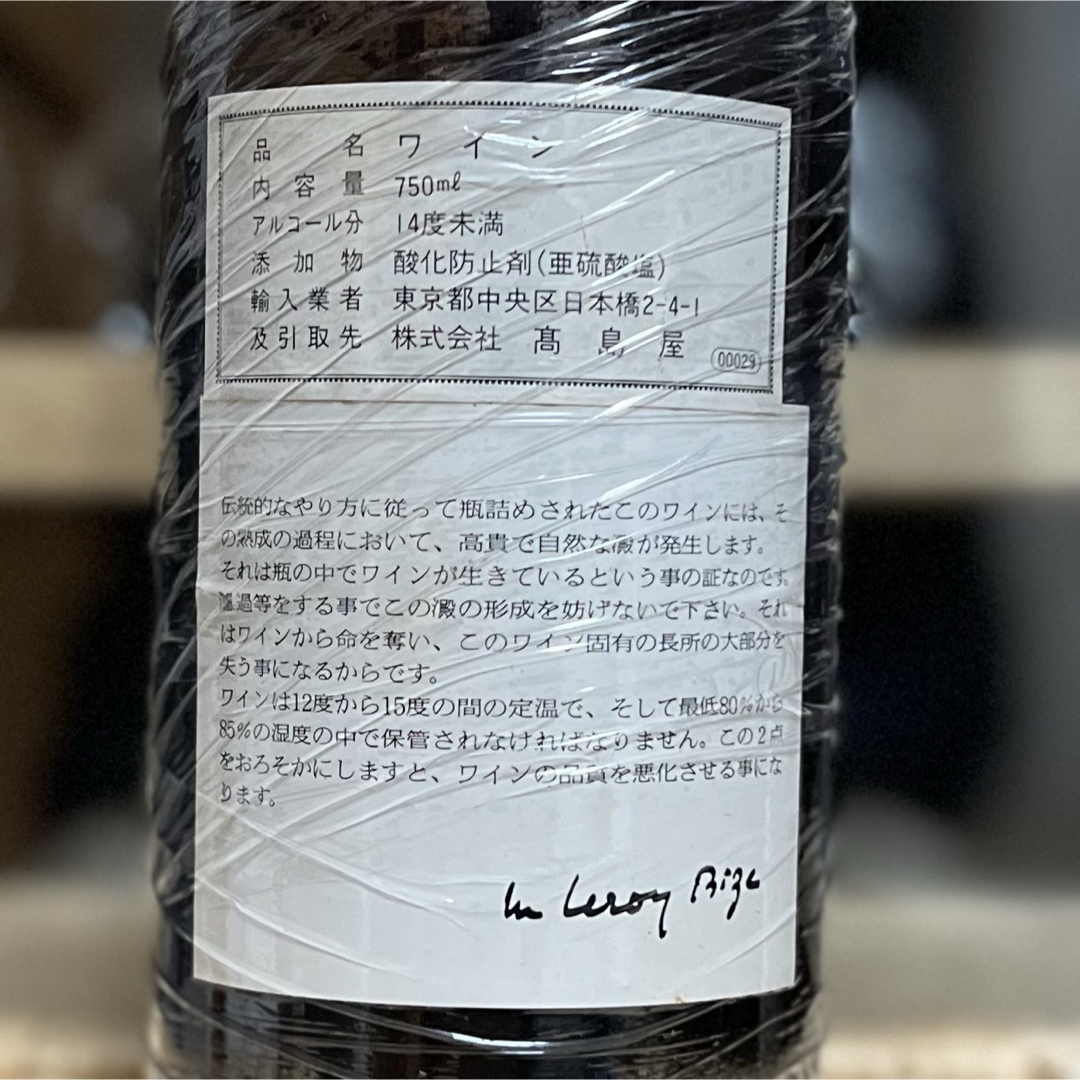 品名 ワイン
内容量 750mℓ
アルコール分 14度未満
添加物 酸化防止剤(亜硫酸塩)
輸入業者 東京都中央区日本橋2-4-1
及引取先 株式会社 髙島屋
00029
伝統的なやり方に従って瓶詰めされたこのワインには、そ
の熟成の過程において、高貴で自然な澱が発生します。
それは瓶の中でワインが生きているという事の証なのです。
濾過等をする事でこの澱の形成を妨げないで下さい。それ
はワインから命を奪い、このワイン固有の長所の大部分を
失う事になるからです。
ワインは12度から15度の間の定温で、そして最低80%から
85%の湿度の中で保管されなければなりません。この2点
をおろそかにしますと、ワインの品質を悪化させる事にな
ります。
Leroy Bize